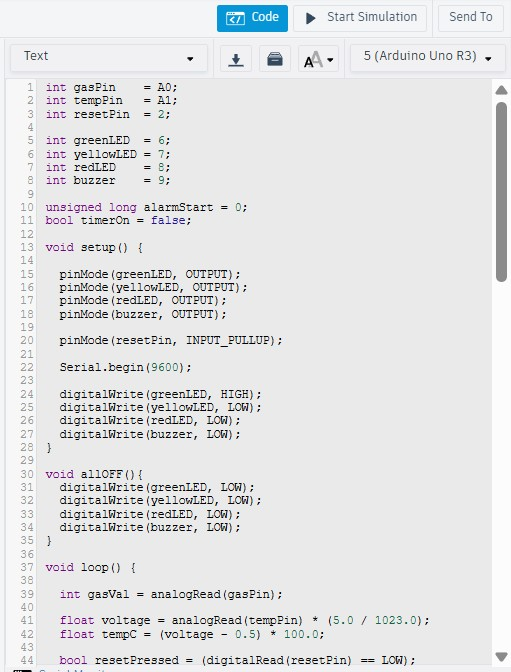 Code
Start Simulation
Send To
Text
AA
5 (Arduino Uno R3)
1 int gasPin    = A0;
2 int tempPin   = A1;
3 int resetPin  = 2;
4
5 int greenLED  = 6;
6 int yellowLED = 7;
7 int redLED    = 8;
8 int buzzer    = 9;
9
10 unsigned long alarmStart = 0;
11 bool timerOn = false;
12
13 void setup() {
14
15   pinMode(greenLED, OUTPUT);
16   pinMode(yellowLED, OUTPUT);
17   pinMode(redLED, OUTPUT);
18   pinMode(buzzer, OUTPUT);
19
20   pinMode(resetPin, INPUT_PULLUP);
21
22   Serial.begin(9600);
23
24   digitalWrite(greenLED, HIGH);
25   digitalWrite(yellowLED, LOW);
26   digitalWrite(redLED, LOW);
27   digitalWrite(buzzer, LOW);
28 }
29
30 void allOFF(){
31   digitalWrite(greenLED, LOW);
32   digitalWrite(yellowLED, LOW);
33   digitalWrite(redLED, LOW);
34   digitalWrite(buzzer, LOW);
35 }
36
37 void loop() {
38
39   int gasVal = analogRead(gasPin);
40
41   float voltage = analogRead(tempPin) * (5.0 / 1023.0);
42   float tempC = (voltage - 0.5) * 100.0;
43
44   bool resetPressed = (digitalRead(resetPin) == LOW);